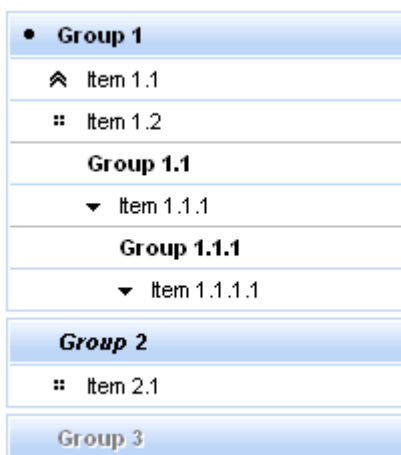 Group 1
Item 1.1
Item 1.2
Group 1.1
Item 1.1.1
Group 1.1.1
Item 1.1.1.1
Group 2
Item 2.1
Group 3